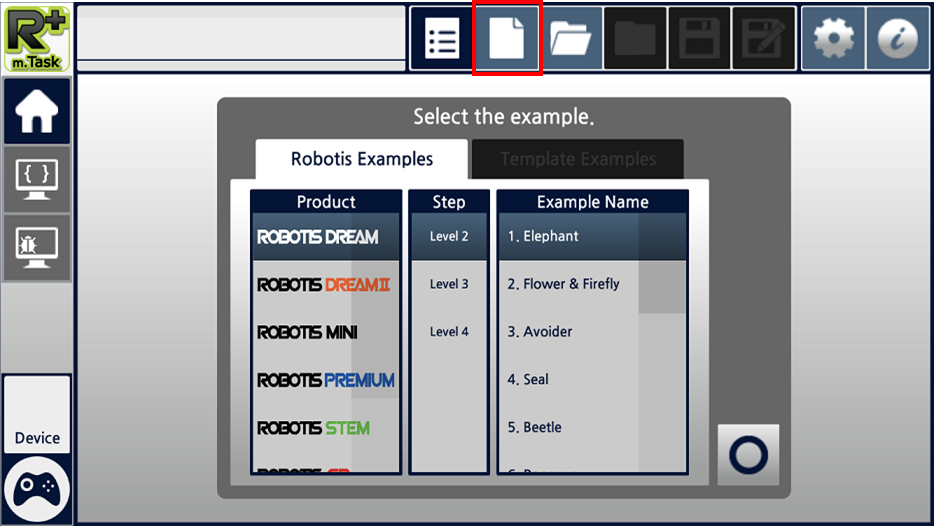 R+
m.Task
Select the example.
Robotis Examples
Template Examples
Product
Step
Example Name
ROBOTIS DREAM
Level 2
1. Elephant
ROBOTIS DREAMII
Level 3
2. Flower & Firefly
ROBOTIS MINI
Level 4
3. Avoider
ROBOTIS PREMIUM
4. Seal
ROBOTIS STEM
5. Beetle
Device